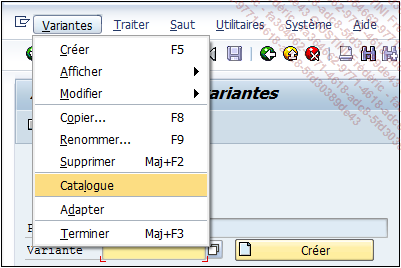 Variantes Traiter Saut Utilitaires Système Aide
Créer F5
Afficher
Modifier
Copier... F8
Renommer... F9
Supprimer Maj+F2
Catalogue
Adapter
Terminer Maj+F3
ariantes
Variante
Créer